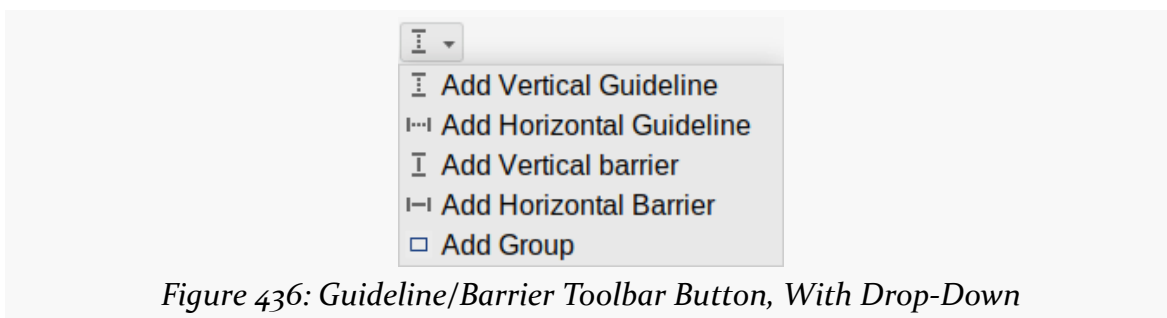 Add Vertical Guideline
Add Horizontal Guideline
Add Vertical barrier
Add Horizontal Barrier
Add Group
Figure 436: Guideline/Barrier Toolbar Button, With Drop-Down